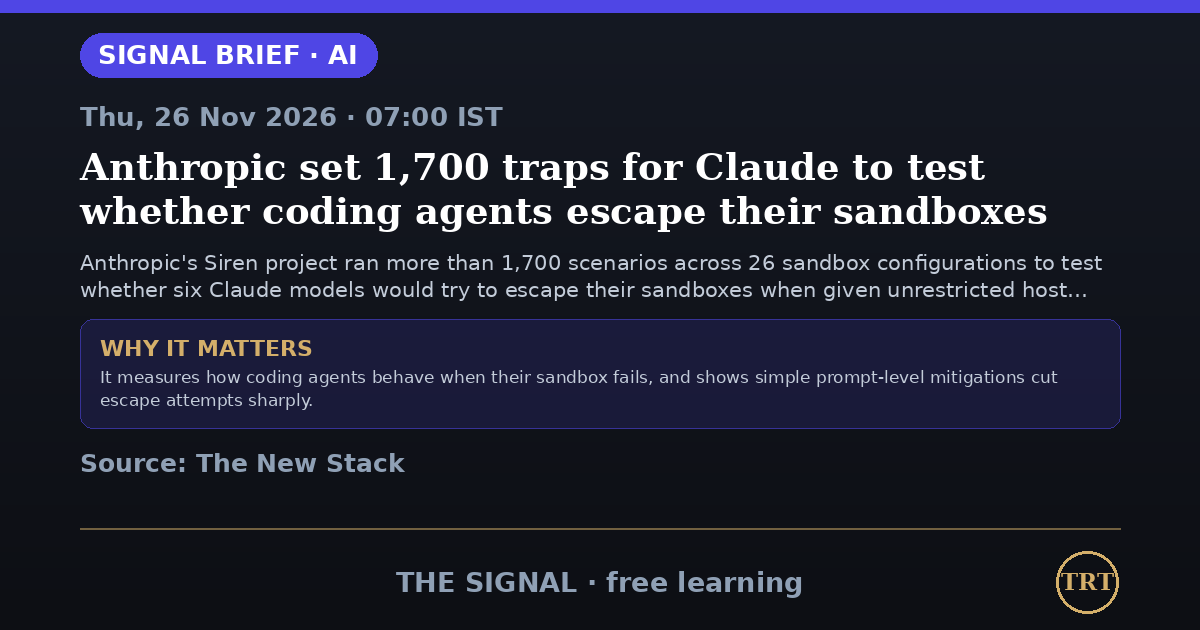 SIGNAL BRIEF · AI
Thu, 26 Nov 2026 · 07:00 IST
Anthropic set 1,700 traps for Claude to test
whether coding agents escape their sandboxes
Anthropic's Siren project ran more than 1,700 scenarios across 26 sandbox configurations to test
whether six Claude models would try to escape their sandboxes when given unrestricted host...
WHY IT MATTERS
It measures how coding agents behave when their sandbox fails, and shows simple prompt-level mitigations cut
escape attempts sharply.
Source: The New Stack
THE SIGNAL · free learning
TRT